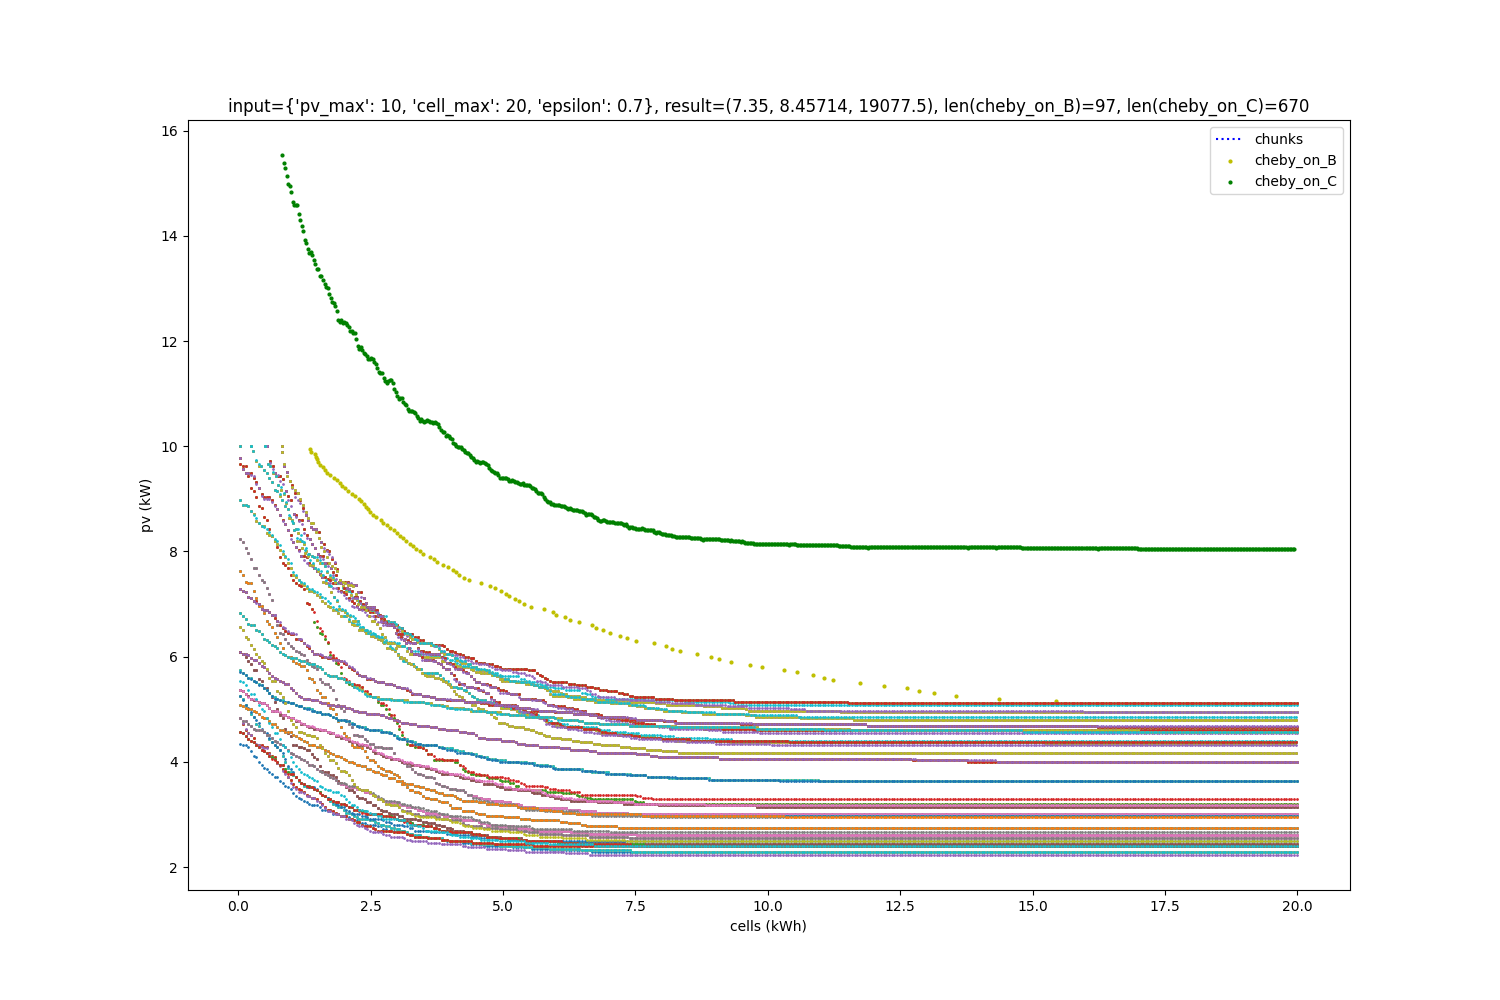 input={'pv_max': 10, 'cell_max': 20, 'epsilon': 0.7}, result=(7.35, 8.45714, 19077.5), len(cheby_on_B)=97, len(cheby_on_C)=670
chunks
cheby_on_B
cheby_on_C
pv (kW)
16
14
12
10
8
6
4
2
0.0 2.5 5.0 7.5 10.0 12.5 15.0 17.5 20.0
cells (kWh)